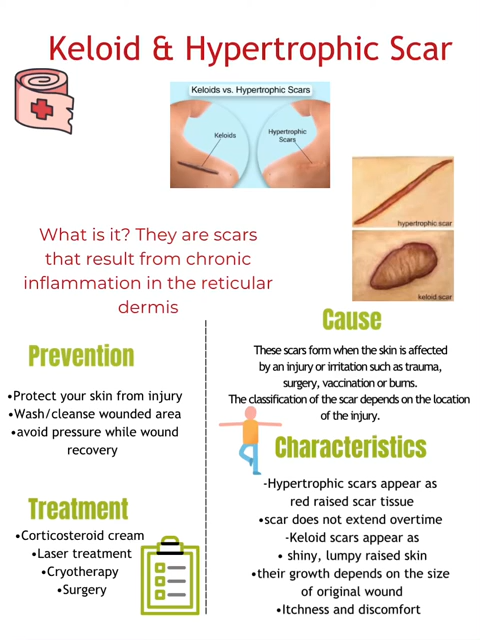 Keloid & Hypertrophic Scar
Keloids vs. Hypertrophic Scars
Keloids
Hypertrophic
Scars
hypertrophic scar
keloid scar
What is it? They are scars
that result from chronic
inflammation in the reticular
dermis
Prevention
•Protect your skin from injury
•Wash/cleanse wounded area
•avoid pressure while wound
recovery
Treatment
•Corticosteroid cream
•Laser treatment
•Cryotherapy
•Surgery
Cause
These scars form when the skin is affected
by an injury or irritation such as trauma,
surgery, vaccination or burns.
The classification of the scar depends on the location
of the injury.
Characteristics
-Hypertrophic scars appear as
red raised scar tissue
•scar does not extend overtime
-Keloid scars appear as
• shiny, lumpy raised skin
•their growth depends on the size
of original wound
•Itchness and discomfort